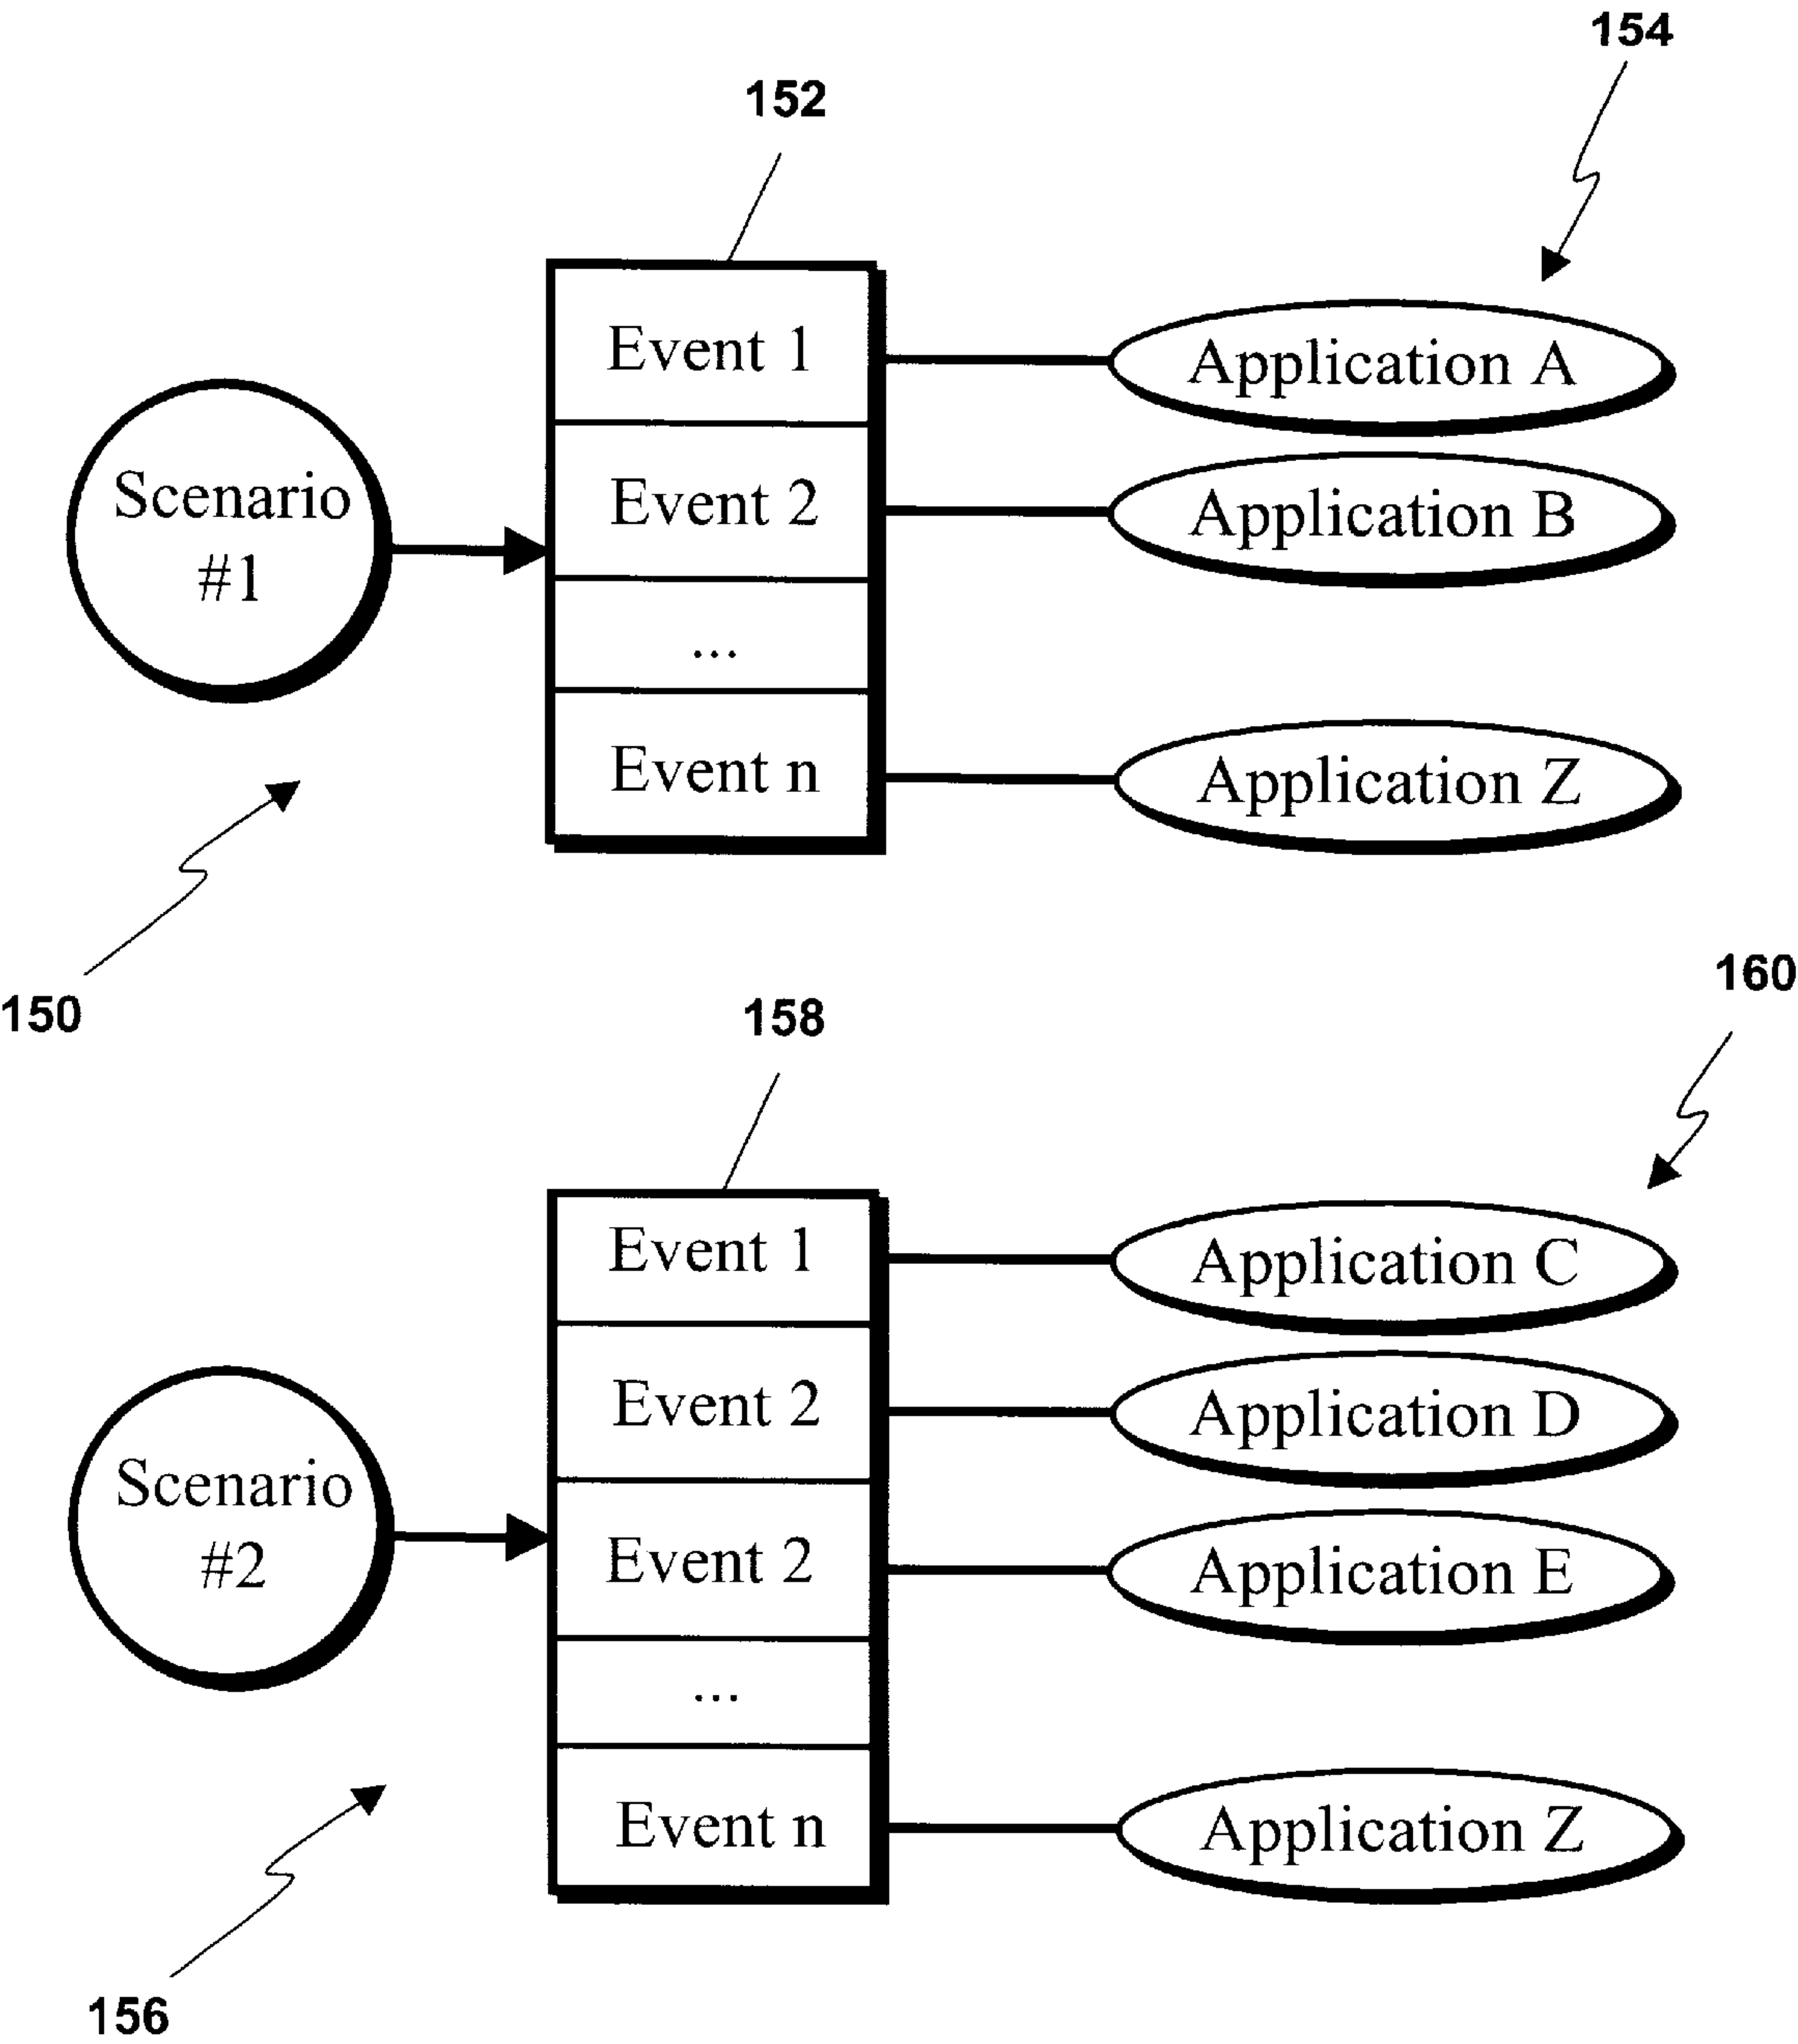 154
152
Event 1
Application A
Scenario
#1
Event 2
Application B
...
Event n
Application Z
150
160
158
Event 1
Application C
Event 2
Application D
Scenario
#2
Event 2
Application E
...
Event n
Application Z
156